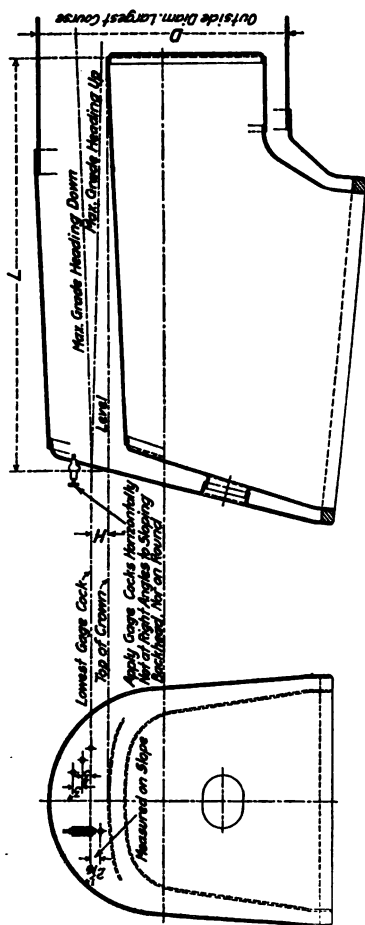 Outside Diam. Largest Course
D
Max. Grade Heading Up
Max. Grade Heading Down
L
Level
H
Lowest Gage Cock
Top of Crown
Apply Gage Cocks Horizontally
Not at Right Angles to Sloping
Backhead, Nor on Round
Measured on Slope